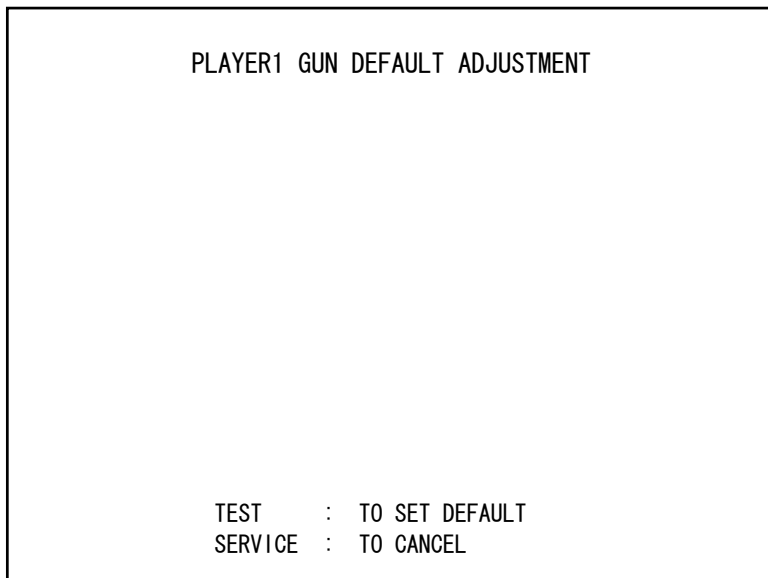 PLAYER1 GUN DEFAULT ADJUSTMENT
TEST : TO SET DEFAULT
SERVICE : TO CANCEL